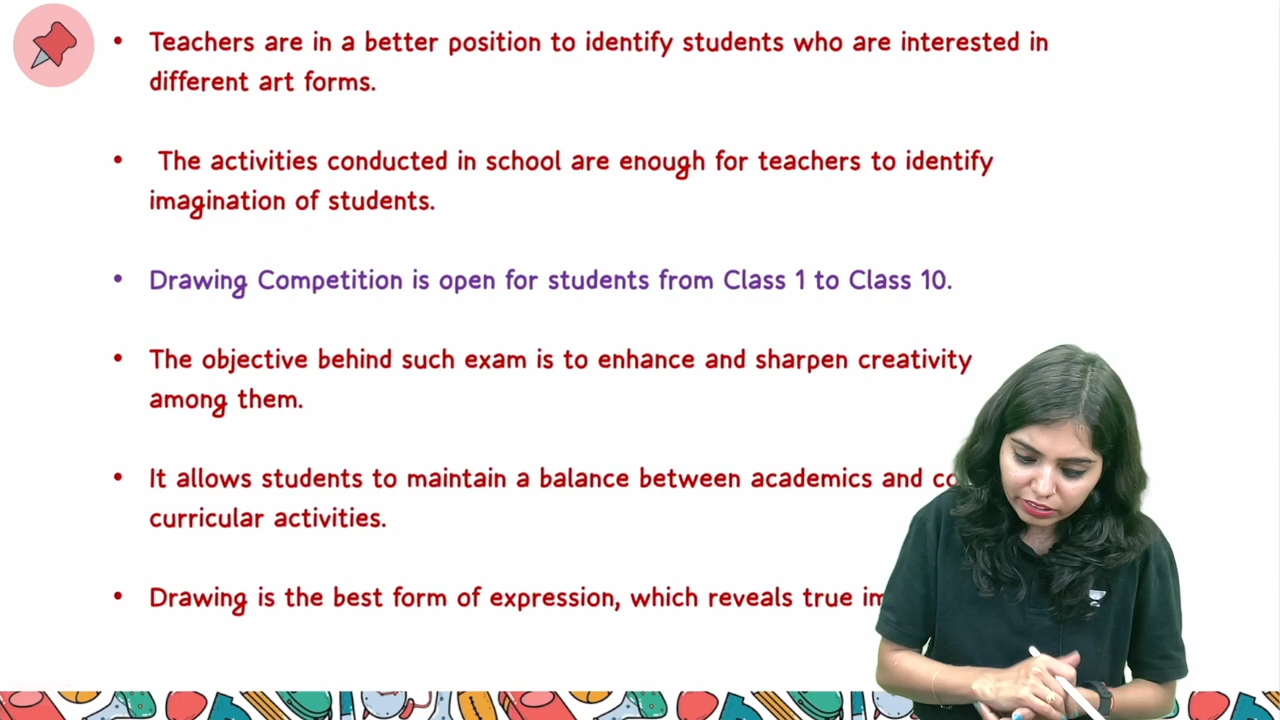 • Teachers are in a better position to identify students who are interested in
different art forms.
• The activities conducted in school are enough for teachers to identify
imagination of students.
• Drawing Competition is open for students from Class 1 to Class 10.
• The objective behind such exam is to enhance and sharpen creativity
among them.
• It allows students to maintain a balance between academics and
curricular activities.
• Drawing is the best form of expression, which reveals true